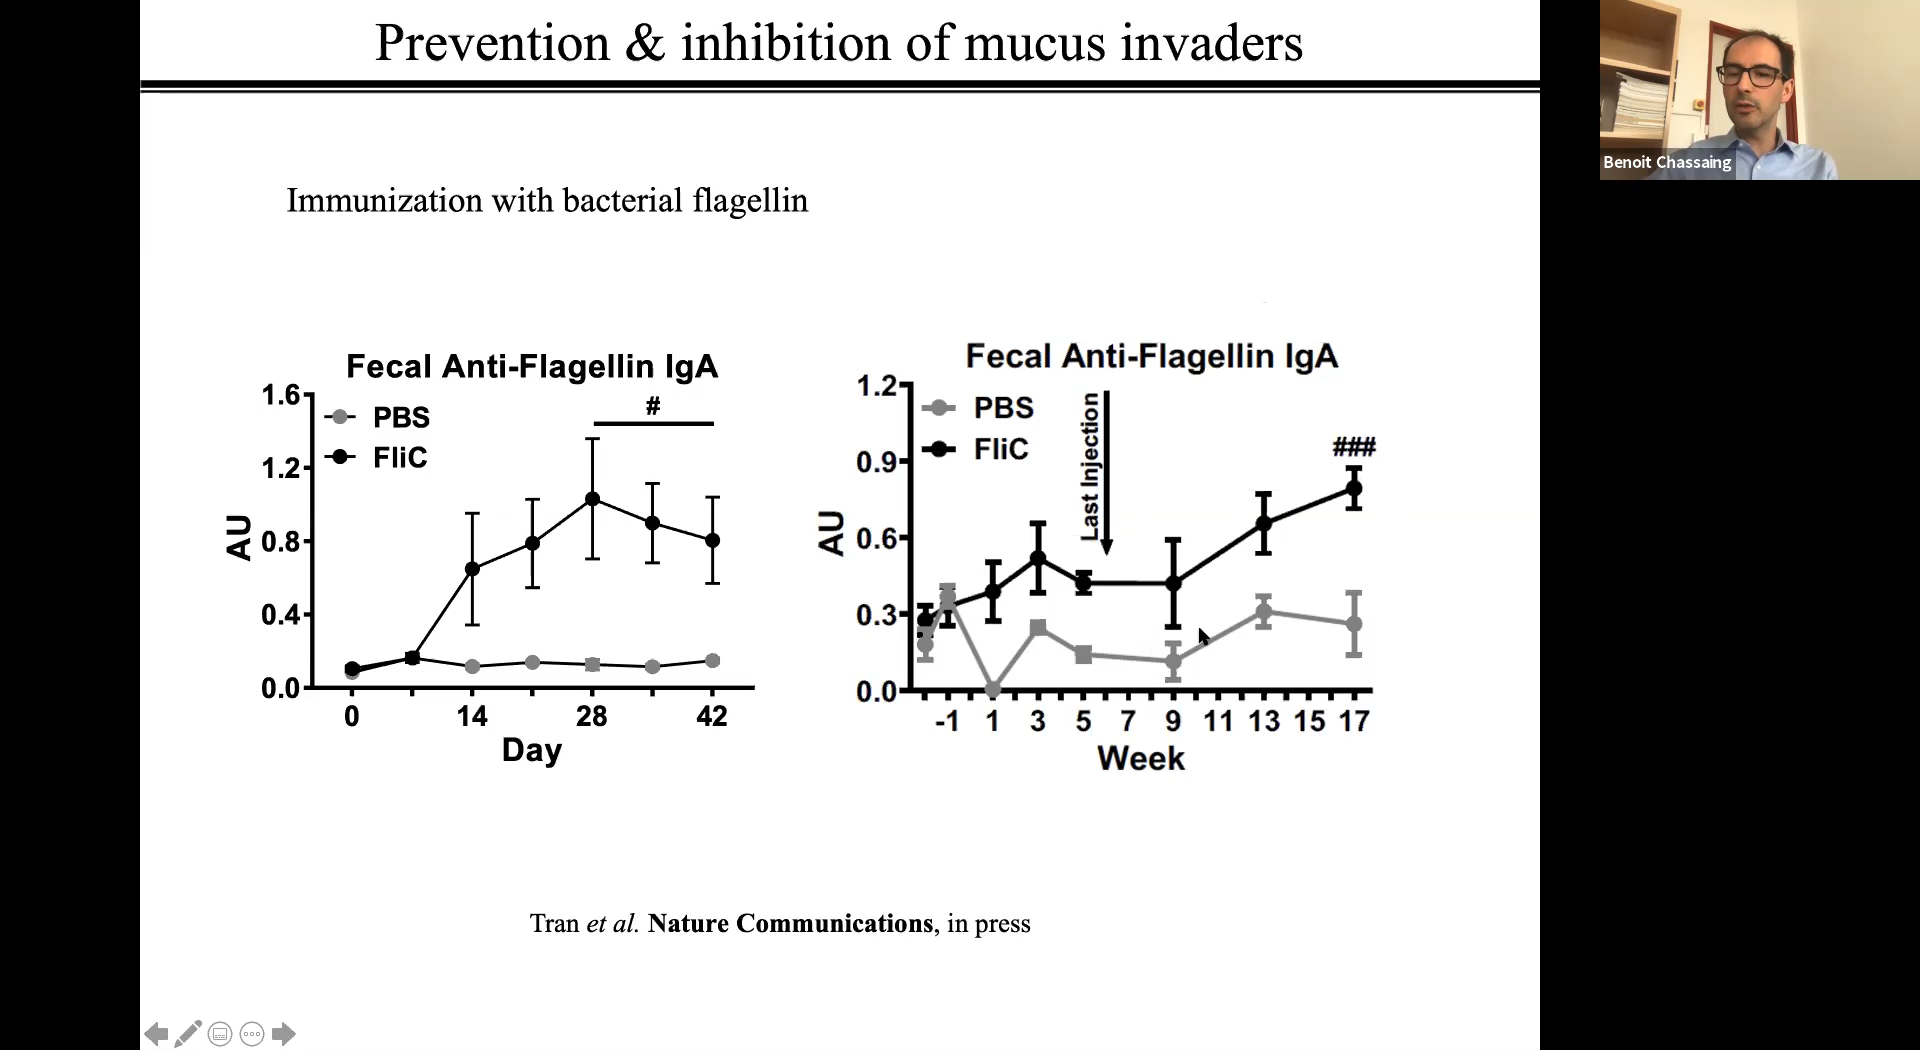 Prevention & inhibition of mucus invaders
Benoit Chassaing
Immunization with bacterial flagellin
Fecal Anti-Flagellin IgA
1.6
1.2
0.8
0.4
0.0
AU
PBS
FliC
#
0 14 28 42
Day
Fecal Anti-Flagellin IgA
1.2
0.9
0.6
0.3
0.0
AU
PBS
FliC
Last Injection
###
-1 1 3 5 7 9 11 13 15 17
Week
Tran et al. Nature Communications, in press